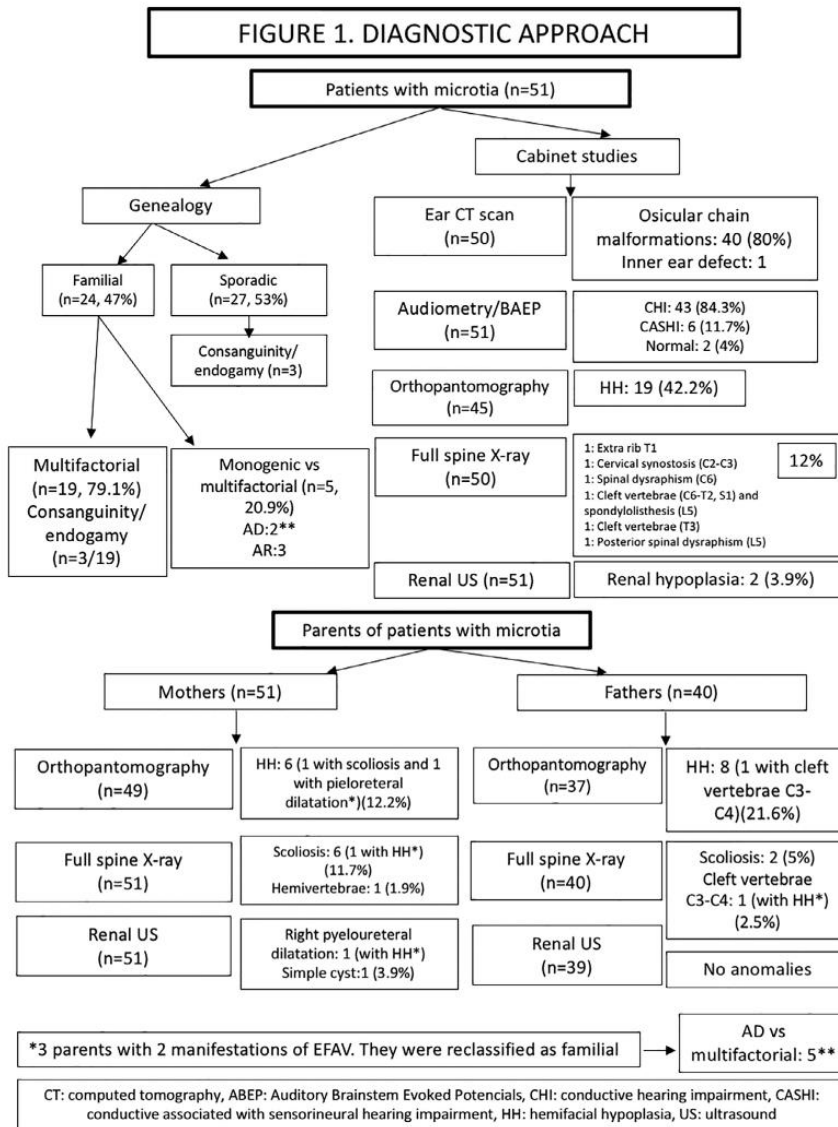 FIGURE 1. DIAGNOSTIC APPROACH
Patients with microtia (n=51)
Genealogy
Familial
(n=24, 47%)
Sporadic
(n=27, 53%)
Consanguinity/
endogamy (n=3)
Multifactorial
(n=19, 79.1%)
Consanguinity/
endogamy
(n=3/19)
Monogenic vs
multifactorial (n=5,
20.9%)
AD:2**
AR:3
Cabinet studies
Ear CT scan
(n=50)
Osicular chain
malformations: 40 (80%)
Inner ear defect: 1
Audiometry/BAEP
(n=51)
CHI: 43 (84.3%)
CASHI: 6 (11.7%)
Normal: 2 (4%)
Orthopantomography
(n=45)
HH: 19 (42.2%)
Full spine X-ray
(n=50)
1: Extra rib T1
1: Cervical synostosis (C2-C3)
1: Spinal dysraphism (C6)
1: Cleft vertebrae (C6-T2, S1) and
spondylolisthesis (L5)
1: Cleft vertebrae (T3)
1: Posterior spinal dysraphism (L5)
12%
Renal US (n=51)
Renal hypoplasia: 2 (3.9%)
Parents of patients with microtia
Mothers (n=51)
Orthopantomography
(n=49)
HH: 6 (1 with scoliosis and 1
with pieloreteral
dilatation*)(12.2%)
Full spine X-ray
(n=51)
Scoliosis: 6 (1 with HH*)
(11.7%)
Hemivertebrae: 1 (1.9%)
Renal US
(n=51)
Right pyeloureteral
dilatation: 1 (with HH*)
Simple cyst:1 (3.9%)
Fathers (n=40)
Orthopantomography
(n=37)
HH: 8 (1 with cleft
vertebrae C3-
C4)(21.6%)
Full spine X-ray
(n=40)
Scoliosis: 2 (5%)
Cleft vertebrae
C3-C4: 1 (with HH*)
(2.5%)
Renal US
(n=39)
No anomalies
*3 parents with 2 manifestations of EFAV. They were reclassified as familial
AD vs
multifactorial: 5**
CT: computed tomography, ABEP: Auditory Brainstem Evoked Potencials, CHI: conductive hearing impairment, CASHI:
conductive associated with sensorineural hearing impairment, HH: hemifacial hypoplasia, US: ultrasound